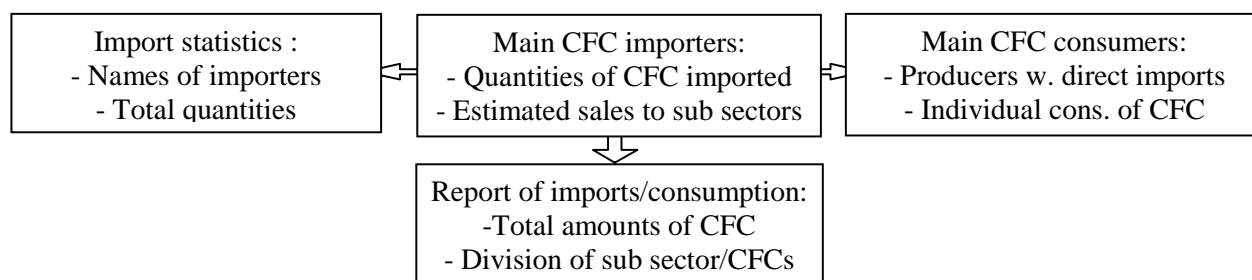 Import statistics :
- Names of importers
- Total quantities
Main CFC importers:
- Quantities of CFC imported
- Estimated sales to sub sectors
Main CFC consumers:
- Producers w. direct imports
- Individual cons. of CFC
Report of imports/consumption:
-Total amounts of CFC
- Division of sub sector/CFCs